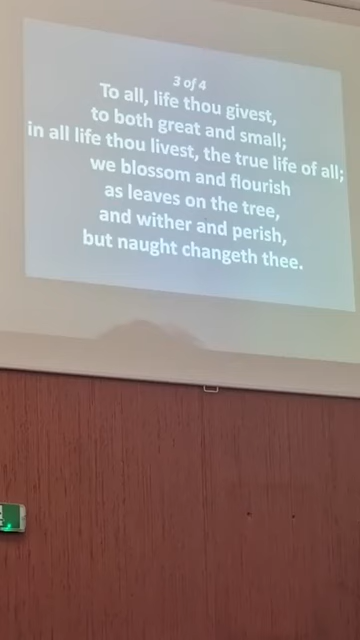 3 of 4
To all, life thou givest,
to both great and small;
in all life thou livest, the true life of all;
we blossom and flourish
as leaves on the tree,
and wither and perish,
but naught changeth thee.